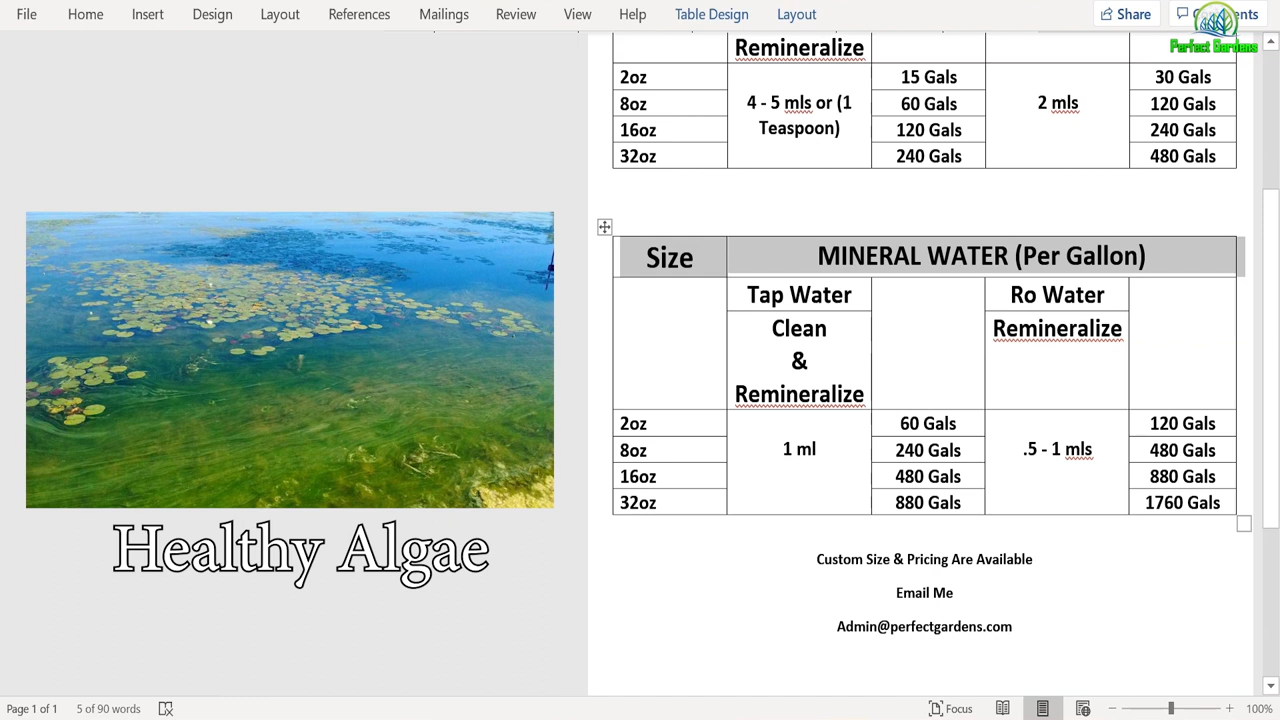 File Home Insert Design Layout References Mailings Review View Help Table Design Layout Share
Perfect Gardens
Remineralize
2oz 15 Gals 30 Gals
8oz 4 - 5 mls or (1 60 Gals 2 mls 120 Gals
16oz Teaspoon) 120 Gals 240 Gals
32oz 240 Gals 480 Gals
Size MINERAL WATER (Per Gallon)
Tap Water Ro Water
Clean Remineralize
&
Remineralize
2oz 60 Gals 120 Gals
8oz 1 ml 240 Gals .5 - 1 mls 480 Gals
16oz 480 Gals 880 Gals
32oz 880 Gals 1760 Gals
Healthy Algae
Custom Size & Pricing Are Available
Email Me
Admin@perfectgardens.com
Page 1 of 1 5 of 90 words Focus 100%